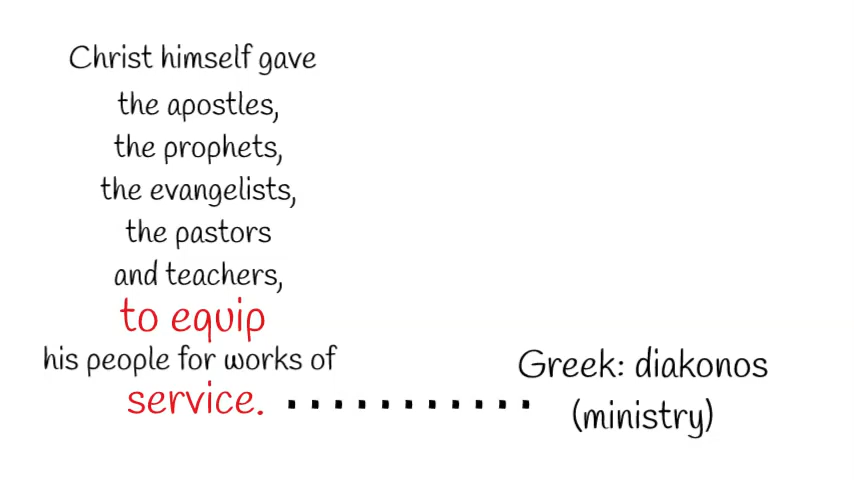 Christ himself gave
the apostles,
the prophets,
the evangelists,
the pastors
and teachers,
to equip
his people for works of
service.
Greek: diakonos
(ministry)